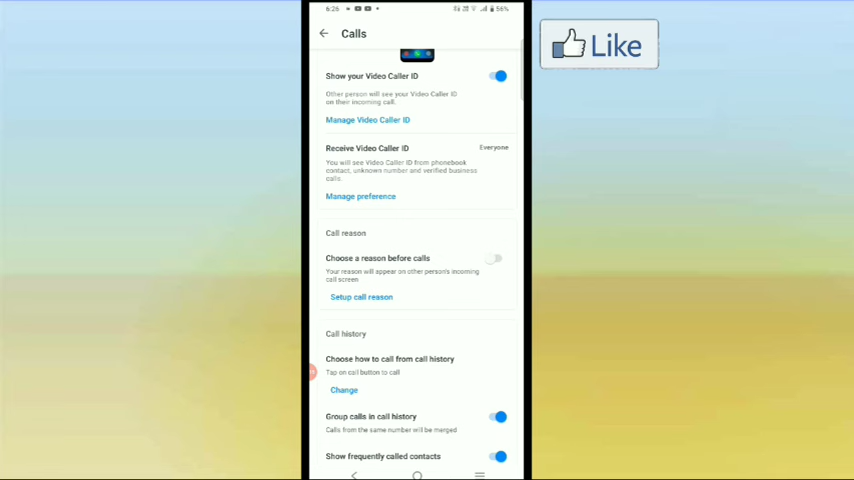 6:26
56%
Like
Calls
Show your Video Caller ID
Other person will see your Video Caller ID
on their incoming call.
Manage Video Caller ID
Receive Video Caller ID
Everyone
You will see Video Caller ID from phonebook
contact, unknown number and verified business
calls
Manage preference
Call reason
Choose a reason before calls
Your reason will appear on other person's incoming
call screen
Setup call reason
Call history
Choose how to call from call history
Tap on call button to call
Change
Group calls in call history
Calls from the same number will be merged
Show frequently called contacts